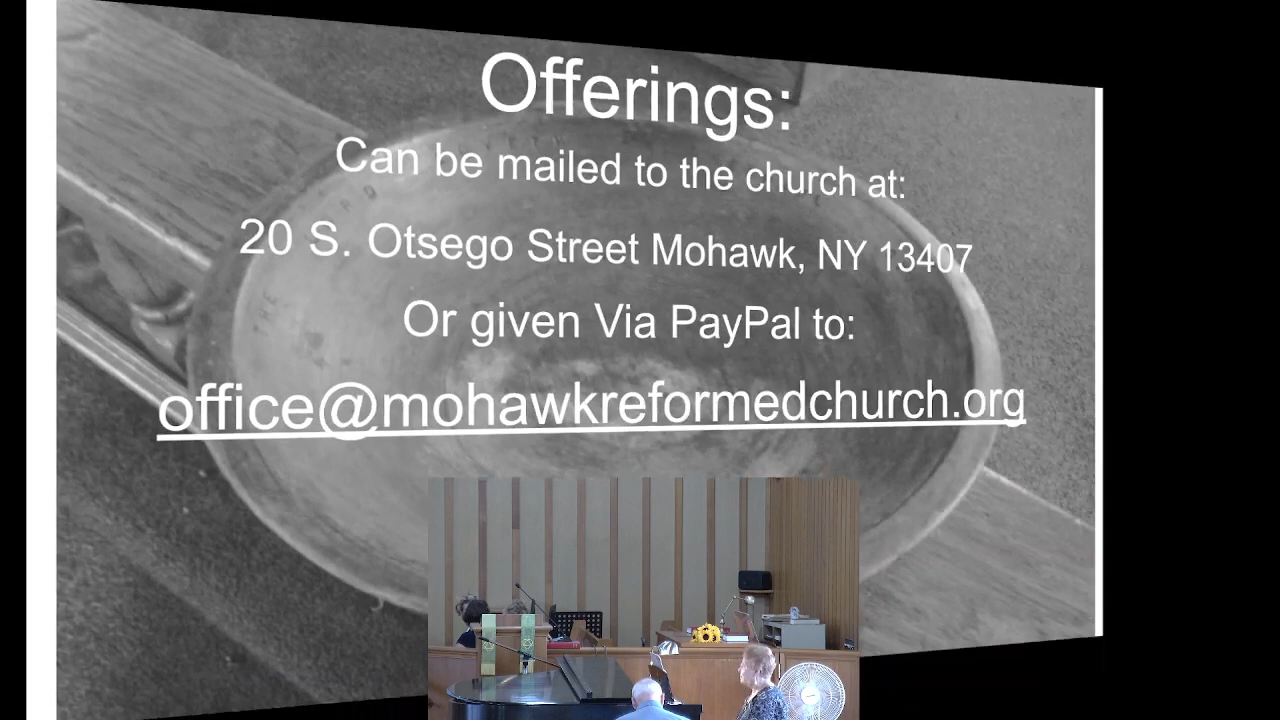 Offerings:
Can be mailed to the church at:
20 S. Otsego Street Mohawk, NY 13407
Or given Via PayPal to:
office@mohawkreformedchurch.org